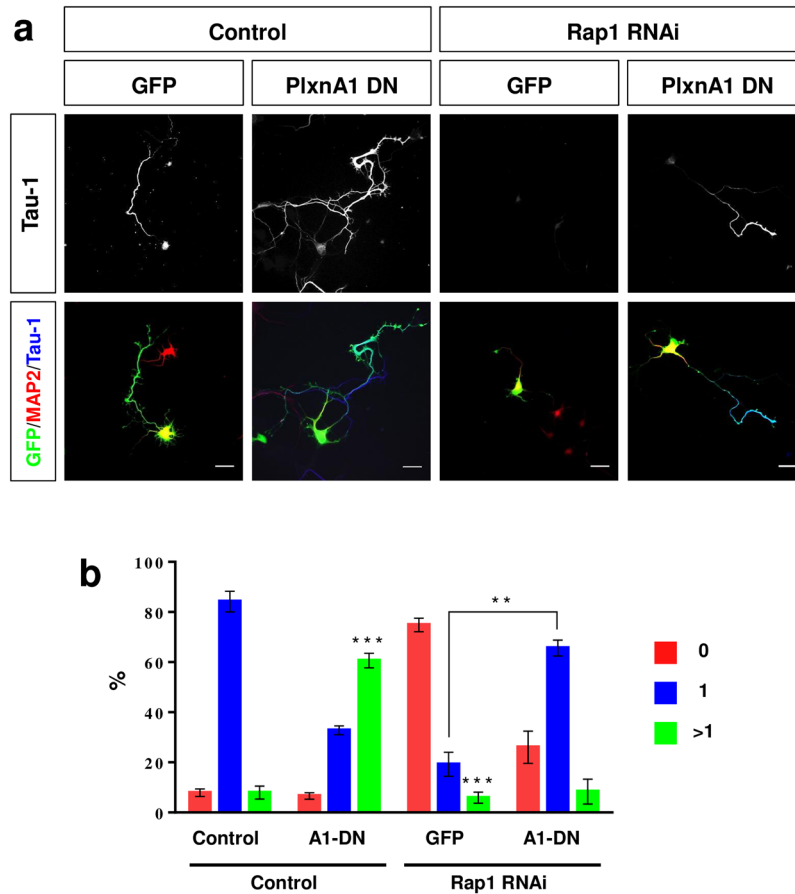 a
Control Rap1 RNAi
GFP PlxnA1 DN GFP PlxnA1 DN
Tau-1
GFP/MAP2/Tau-1
b
100
80
60
40
20
0
%
***
***
**
0
1
>1
Control A1-DN GFP A1-DN
Control Rap1 RNAi